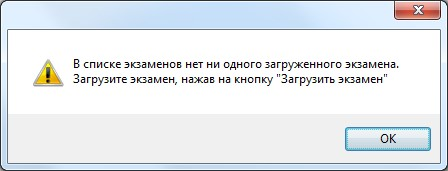 В списке экзаменов нет ни одного загруженного экзамена.
Загрузите экзамен, нажав на кнопку "Загрузить экзамен"
OK